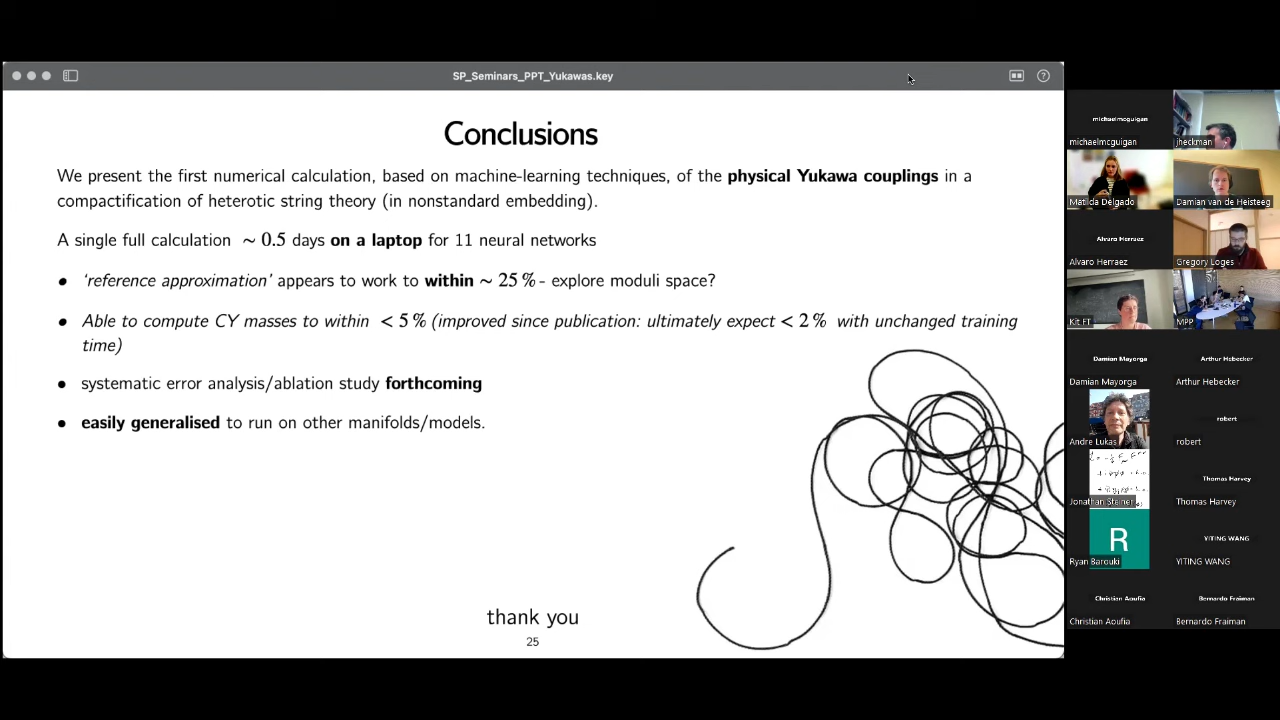 SP_Seminars_PPT_Yukawas.key
Conclusions
We present the first numerical calculation, based on machine-learning techniques, of the physical Yukawa couplings in a
compactification of heterotic string theory (in nonstandard embedding).
A single full calculation ∼ 0.5 days on a laptop for 11 neural networks
• ‘reference approximation’ appears to work to within ∼ 25 % - explore moduli space?
• Able to compute CY masses to within < 5 % (improved since publication: ultimately expect < 2 % with unchanged training
time)
• systematic error analysis/ablation study forthcoming
• easily generalised to run on other manifolds/models.
thank you
25
michaelmcguigan
michaelmcguigan
jheckman
Matilda Delgado
Damian van de Heisteeg
Alvaro Herraez
Alvaro Herraez
Gregory Loges
Kit FT
MPP
Damian Mayorga
Damian Mayorga
Arthur Hebecker
Arthur Hebecker
Andre Lukas
robert
robert
Jonathan Steiner
Thomas Harvey
Thomas Harvey
R
Ryan Barouki
YITING WANG
YITING WANG
Christian Aoufia
Christian Aoufia
Bernardo Fraiman
Bernardo Fraiman